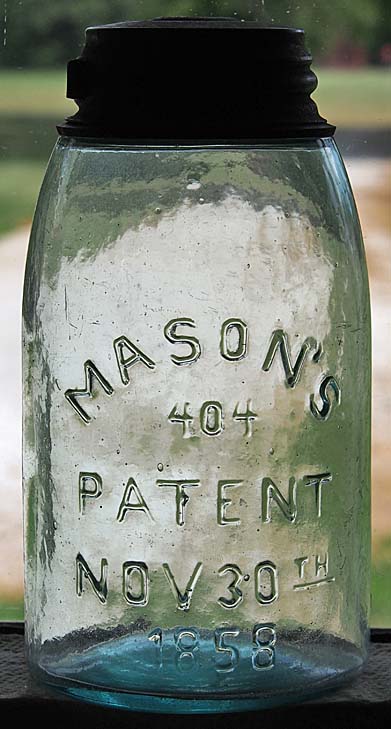 MASON'S
404
PATENT
NOV 30TH
1858